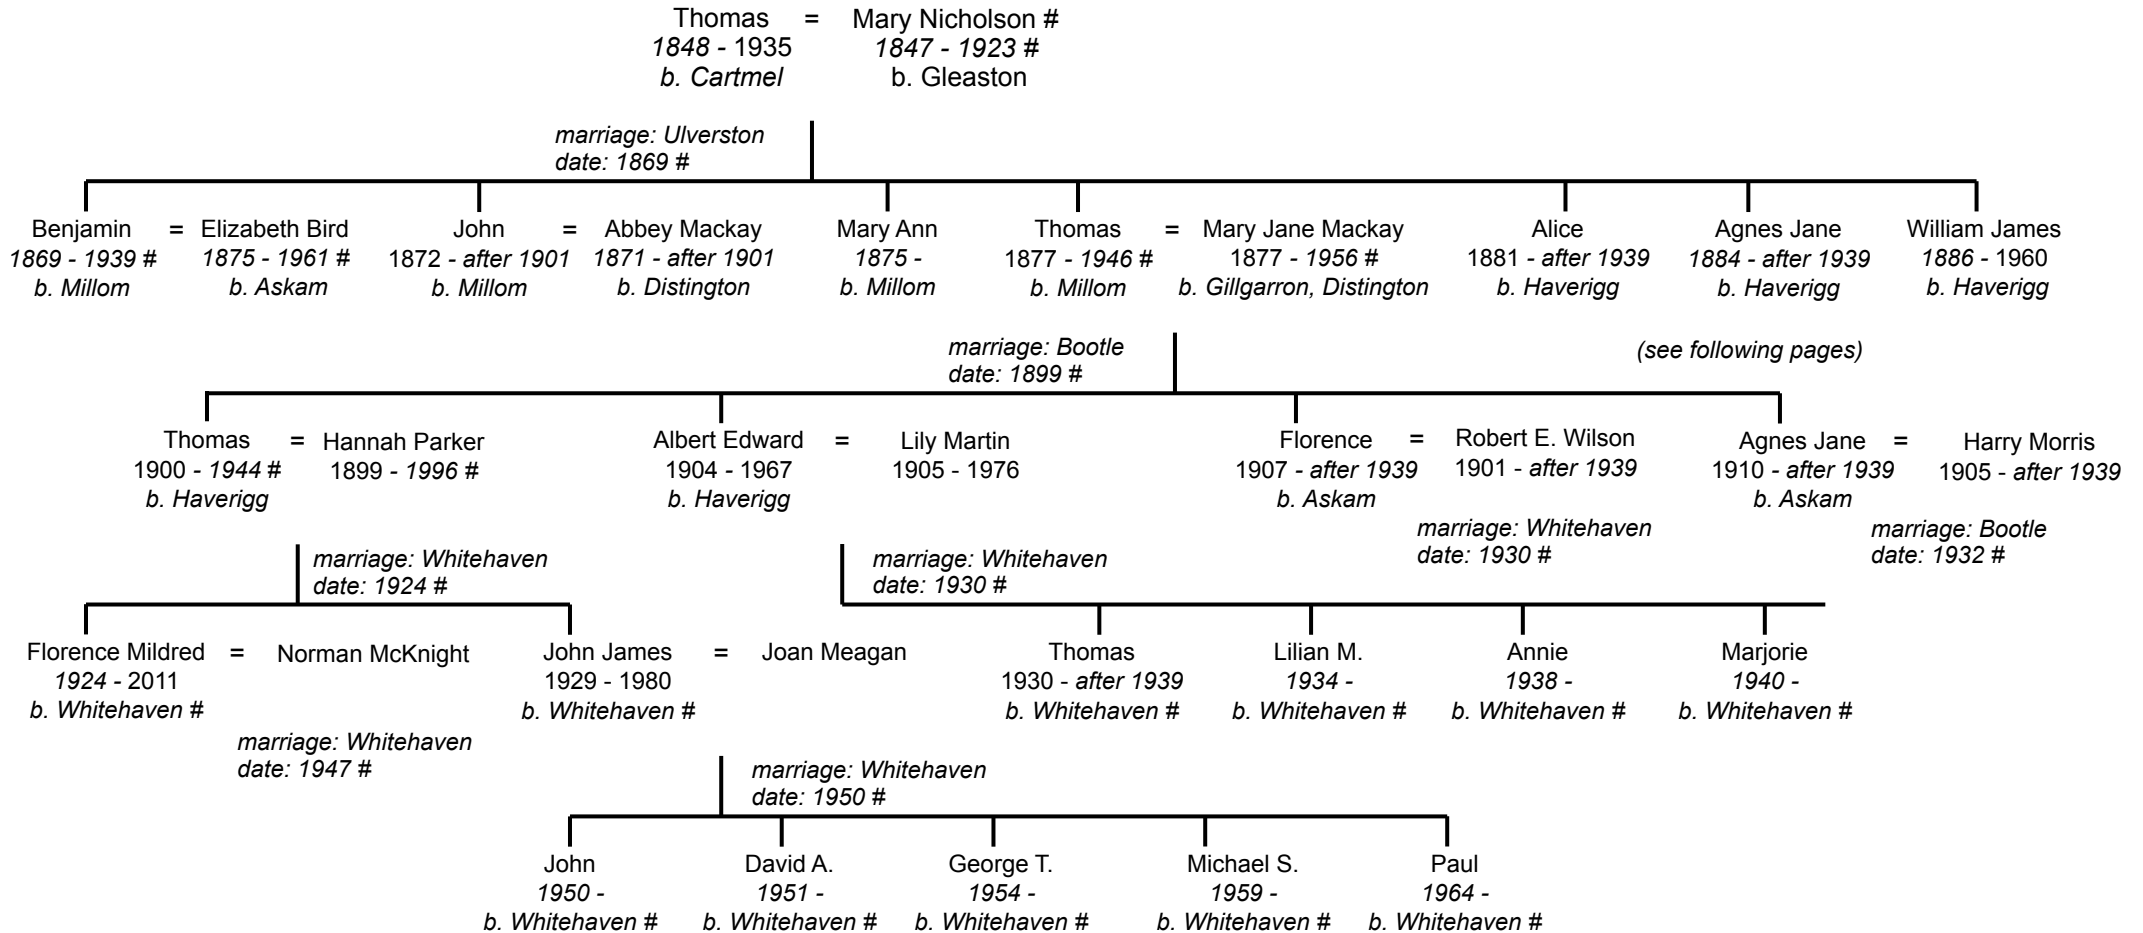 Thomas = Mary Nicholson #
1848 - 1935 1847 - 1923 #
b. Cartmel b. Gleaston
marriage: Ulverston
date: 1869 #
Benjamin = Elizabeth Bird John = Abbey Mackay Mary Ann Thomas = Mary Jane Mackay Alice Agnes Jane William James
1869 - 1939 # 1875 - 1961 # 1872 - after 1901 1871 - after 1901 1875 - 1877 - 1946 # 1877 - 1956 # 1881 - after 1939 1884 - after 1939 1886 - 1960
b. Millom b. Askam b. Millom b. Distington b. Millom b. Millom b. Gillgarron, Distington b. Haverigg b. Haverigg b. Haverigg
marriage: Bootle (see following pages)
date: 1899 #
Thomas = Hannah Parker Albert Edward = Lily Martin Florence = Robert E. Wilson Agnes Jane = Harry Morris
1900 - 1944 # 1899 - 1996 # 1904 - 1967 1905 - 1976 1907 - after 1939 1901 - after 1939 1910 - after 1939 1905 - after 1939
b. Haverigg b. Haverigg b. Askam b. Askam
marriage: Whitehaven marriage: Bootle
date: 1930 # date: 1932 #
marriage: Whitehaven marriage: Whitehaven
date: 1924 # date: 1930 #
Florence Mildred = Norman McKnight John James = Joan Meagan Thomas Lilian M. Annie Marjorie
1924 - 2011 1929 - 1980 1930 - after 1939 1934 - 1938 - 1940 -
b. Whitehaven # b. Whitehaven # b. Whitehaven # b. Whitehaven # b. Whitehaven # b. Whitehaven #
marriage: Whitehaven
date: 1947 #
marriage: Whitehaven
date: 1950 #
John David A. George T. Michael S. Paul
1950 - 1951 - 1954 - 1959 - 1964 -
b. Whitehaven # b. Whitehaven # b. Whitehaven # b. Whitehaven # b. Whitehaven #